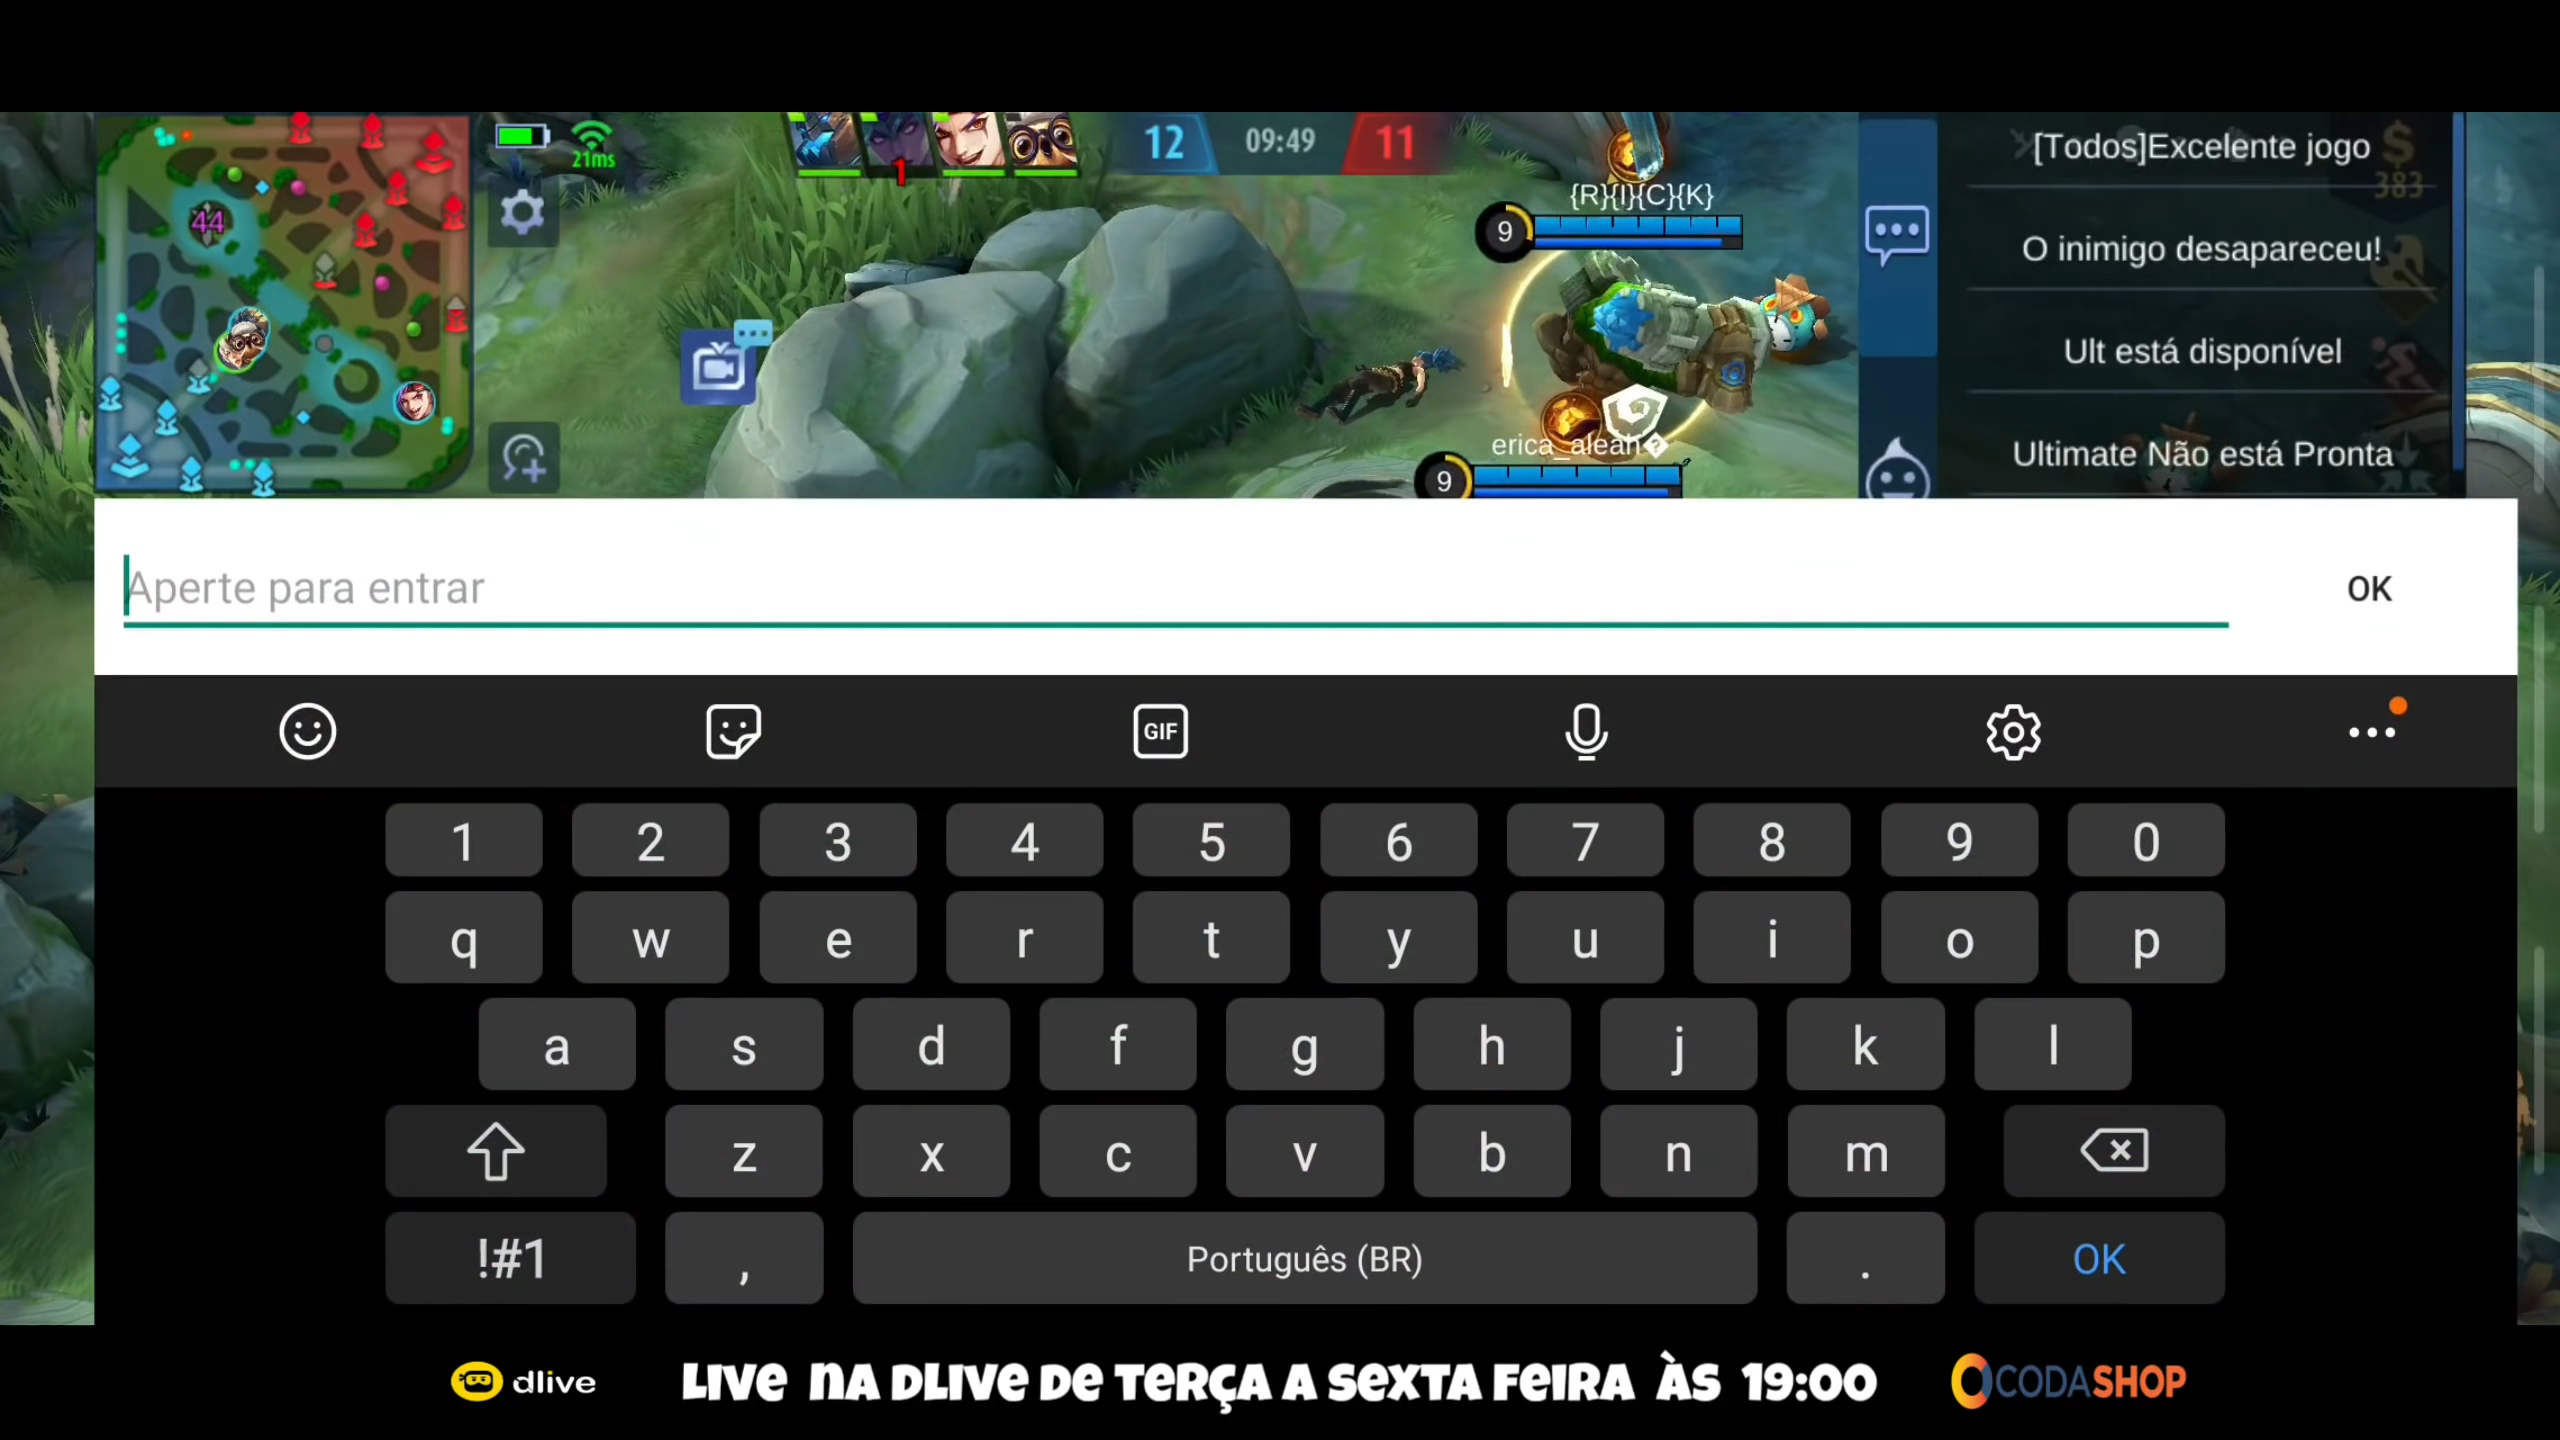 44
21ms
1
12 09:49 11
{R}{I}{C}{K}
9
erica_aleah
9
[Todos]Excelente jogo
383
O inimigo desapareceu!
Ult está disponível
Ultimate Não está Pronta
Aperte para entrar
OK
GIF
1 2 3 4 5 6 7 8 9 0
q w e r t y u i o p
a s d f g h j k l
z x c v b n m
!#1 , Português (BR) . OK
dlive LIVE NA DLIVE DE TERÇA A SEXTA FEIRA ÀS 19:00 CODASHOP